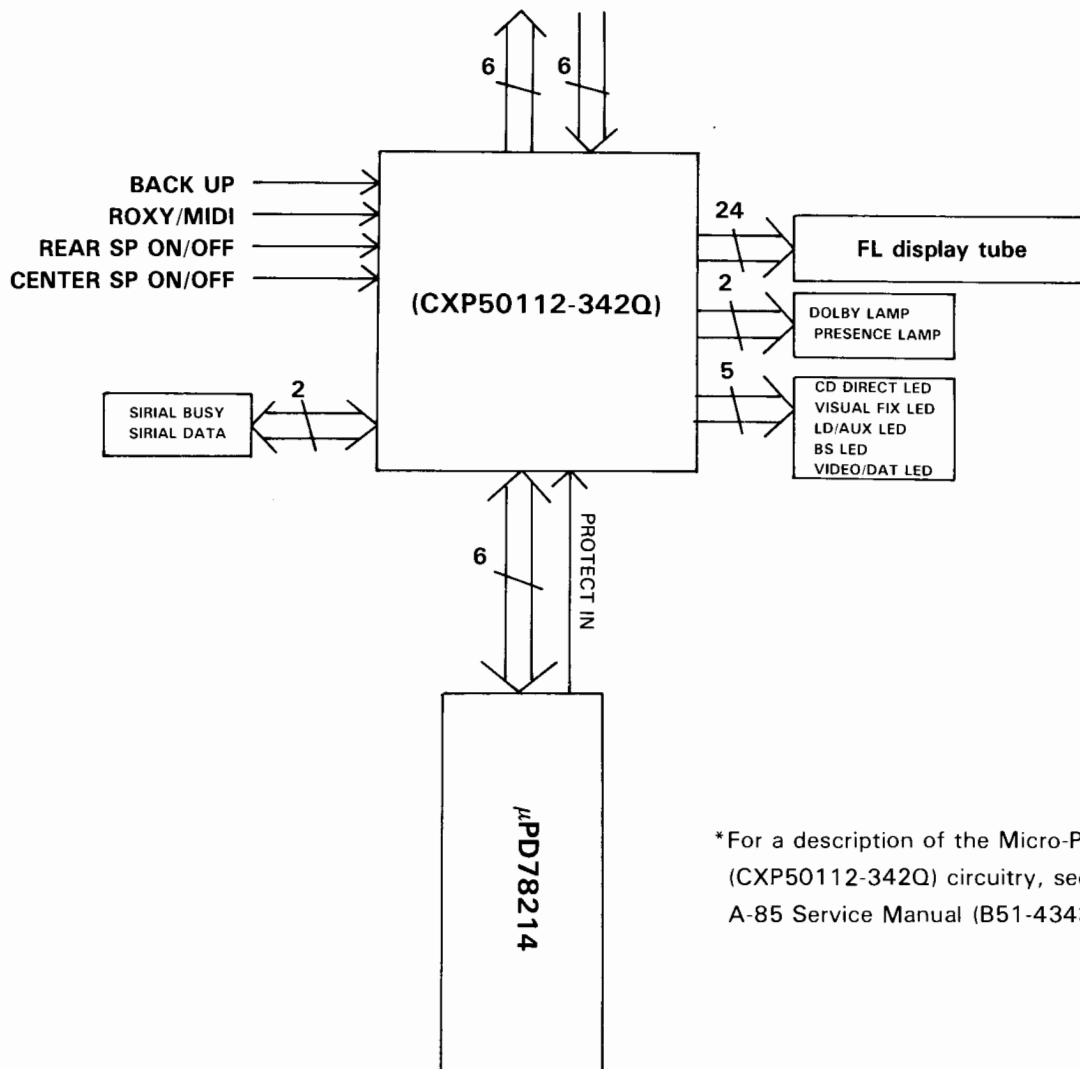 6
6
BACK UP
ROXY/MIDI
REAR SP ON/OFF
CENTER SP ON/OFF
(CXP50112-342Q)
24
FL display tube
2
DOLBY LAMP
PRESENCE LAMP
5
CD DIRECT LED
VISUAL FIX LED
LD/AUX LED
BS LED
VIDEO/DAT LED
SIRIAL BUSY
SIRIAL DATA
2
6
PROTECT IN
μPD78214
*For a description of the Micro-P
(CXP50112-342Q) circuitry, se
A-85 Service Manual (B51-434